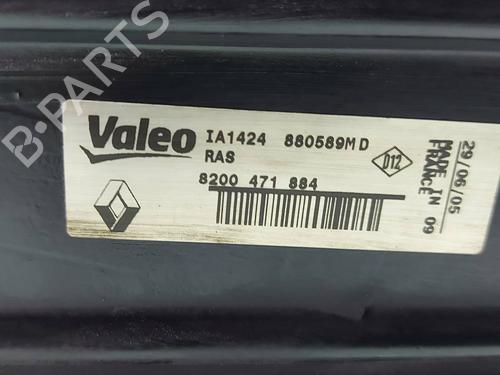 B-PARTS
Valeo
IA1424 880589MD
RAS
8200 471 884
D12
29/06/05
MADE IN 09
FRANCE